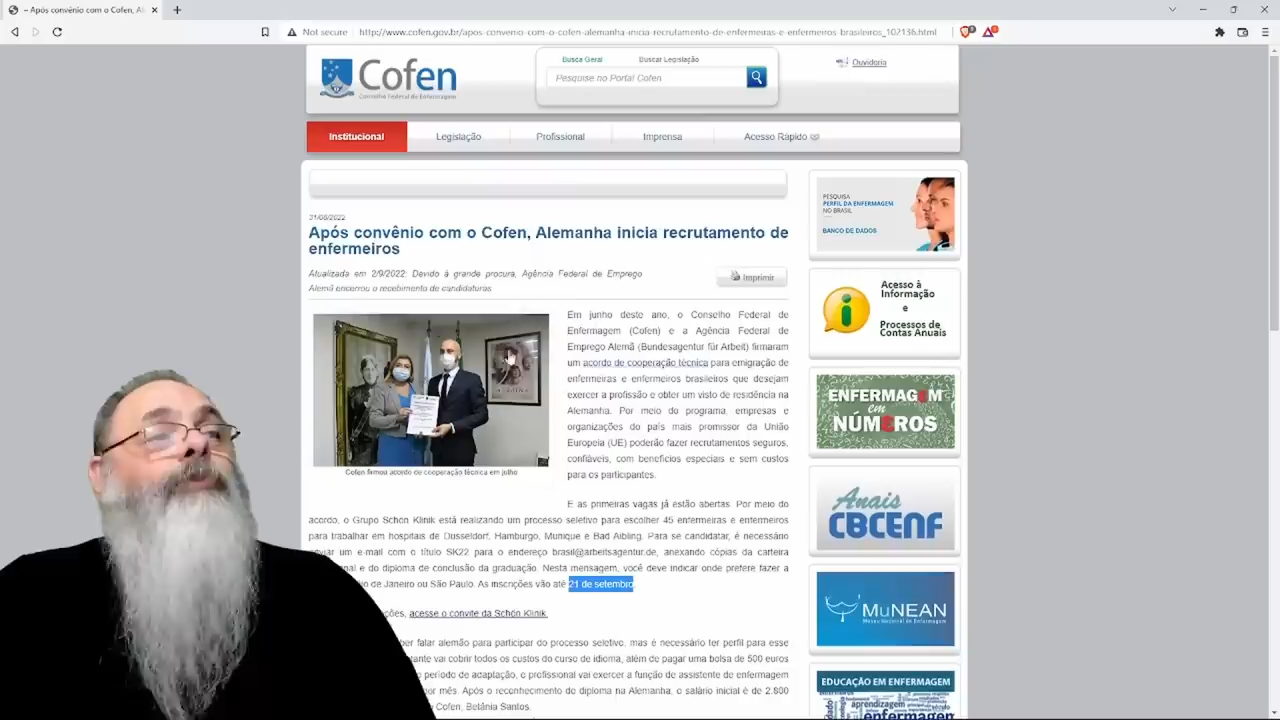 – Após convênio com o Cofen, Al
Not secure
http://www.cofen.gov.br/apos-convenio-com-o-cofen-alemanha-inicia-recrutamento-de-enfermeiras-e-enfermeiros-brasileiros_102136.html
Cofen
Conselho Federal de Enfermagem
Busca Geral
Buscar Legislação
Pesquise no Portal Cofen
Ouvidoria
Institucional
Legislação
Profissional
Imprensa
Acesso Rápido
31/08/2022
Após convênio com o Cofen, Alemanha inicia recrutamento de
enfermeiros
Atualizada em 2/9/2022: Devido à grande procura, Agência Federal de Emprego
Alemã encerrou o recebimento de candidaturas
Imprimir
Em junho deste ano, o Conselho Federal de
Enfermagem (Cofen) e a Agência Federal de
Emprego Alemã (Bundesagentur für Arbeit) firmaram
um acordo de cooperação técnica para emigração de
enfermeiras e enfermeiros brasileiros que desejam
exercer a profissão e obter um visto de residência na
Alemanha. Por meio do programa, empresas e
organizações do país mais promissor da União
Europeia (UE) poderão fazer recrutamentos seguros,
confiáveis, com benefícios especiais e sem custos
para os participantes.
Cofen firmou acordo de cooperação técnica em julho
E as primeiras vagas já estão abertas. Por meio do
acordo, o Grupo Schön Klinik está realizando um processo seletivo para escolher 45 enfermeiras e enfermeiros
para trabalhar em hospitais de Dusseldorf, Hamburgo, Munique e Bad Aibling. Para se candidatar, é necessário
enviar um e-mail com o título SK22 para o endereço brasil@arbeitsagentur.de, anexando cópias da carteira
e do diploma de conclusão da graduação. Nesta mensagem, você deve indicar onde prefere fazer a
de Janeiro ou São Paulo. As inscrições vão até 21 de setembro
acesse o convite da Schön Klinik.
falar alemão para participar do processo seletivo, mas é necessário ter perfil para esse
vai cobrir todos os custos do curso de idioma, além de pagar uma bolsa de 500 euros
período de adaptação, o profissional vai exercer a função de assistente de enfermagem
por mês. Após o reconhecimento de diploma na Alemanha, o salário inicial é de 2.800
Cofen, Betânia Santos.
PESQUISA
PERFIL DA ENFERMAGEM
NO BRASIL
BANCO DE DADOS
Acesso à
Informação
e
Processos de
Contas Anuais
ENFERMAGEM
em
NÚMEROS
Anais
CBCENF
MuNEAN
Museu Nacional de Enfermagem
EDUCAÇÃO EM ENFERMAGEM
aprendizagem
enfermagem